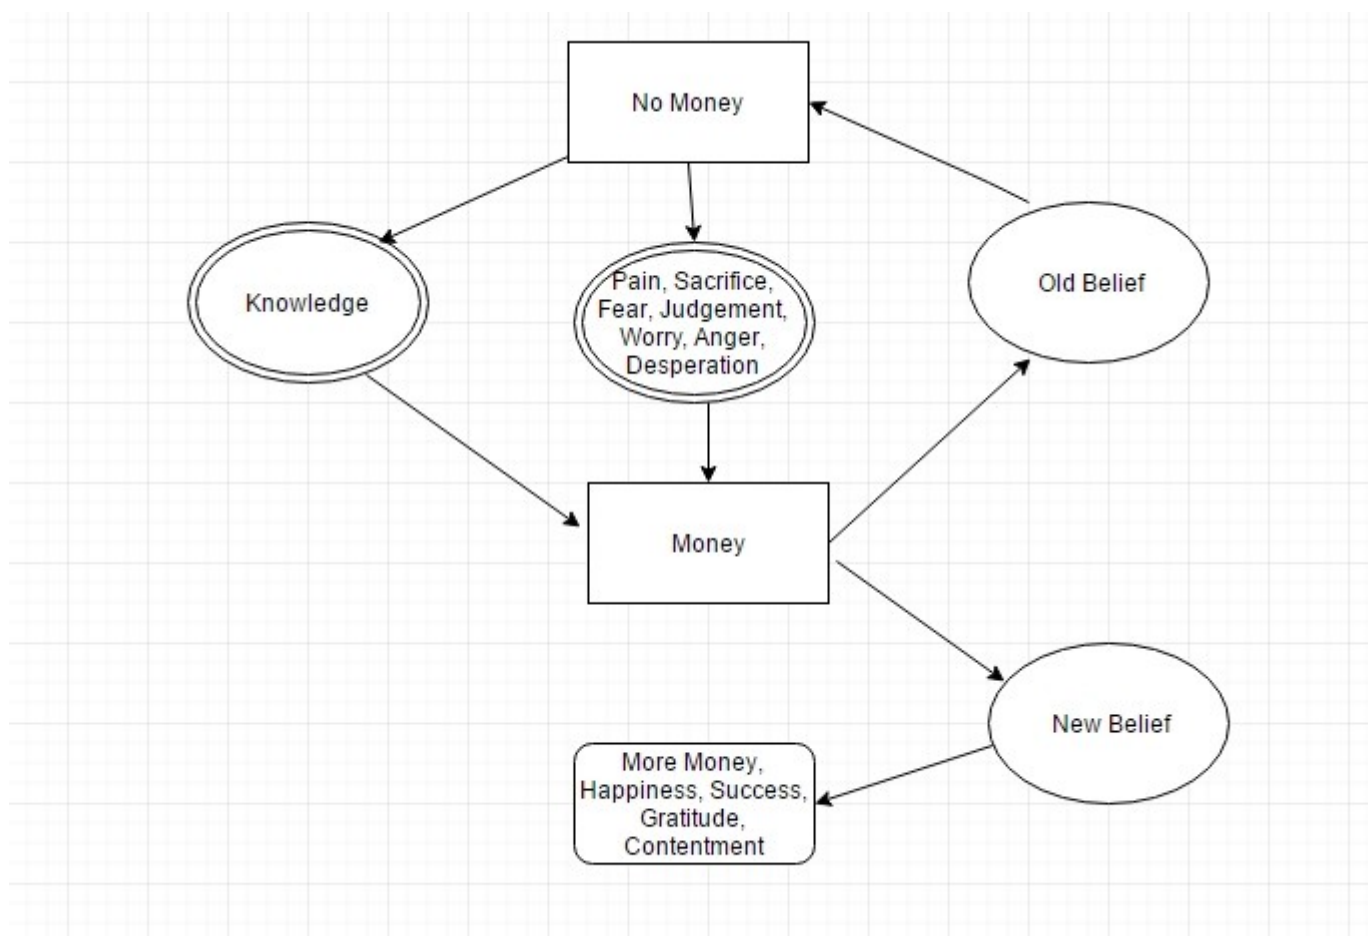 No Money
Knowledge
Pain, Sacrifice,
Fear, Judgement,
Worry, Anger,
Desperation
Old Belief
Money
New Belief
More Money,
Happiness, Success,
Gratitude,
Contentment